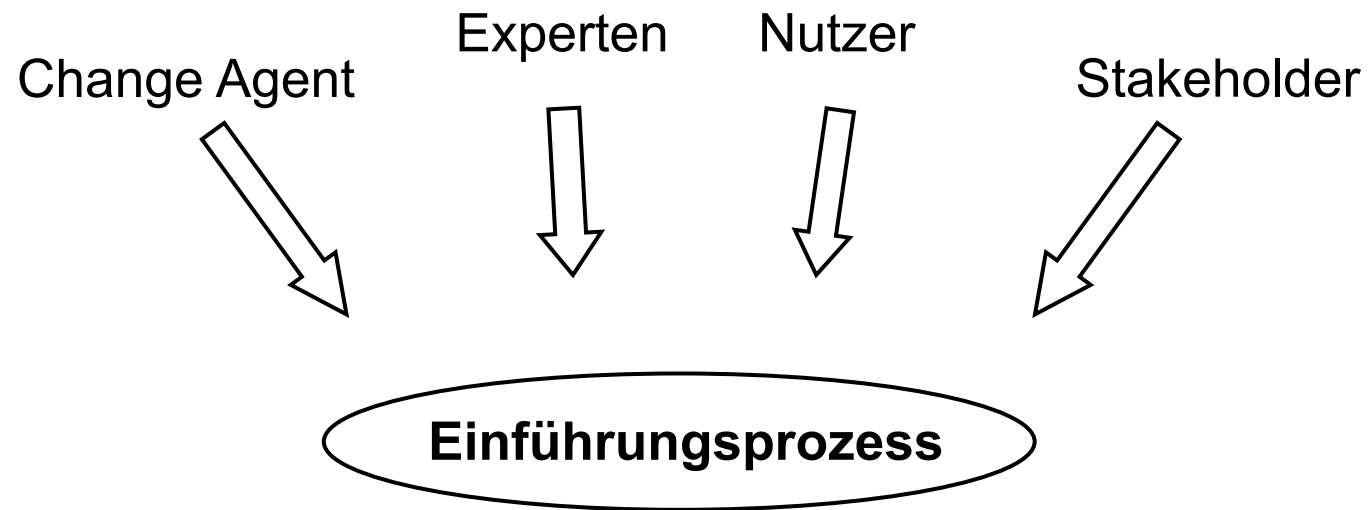 Change Agent
Experten
Nutzer
Stakeholder
Einführungsprozess